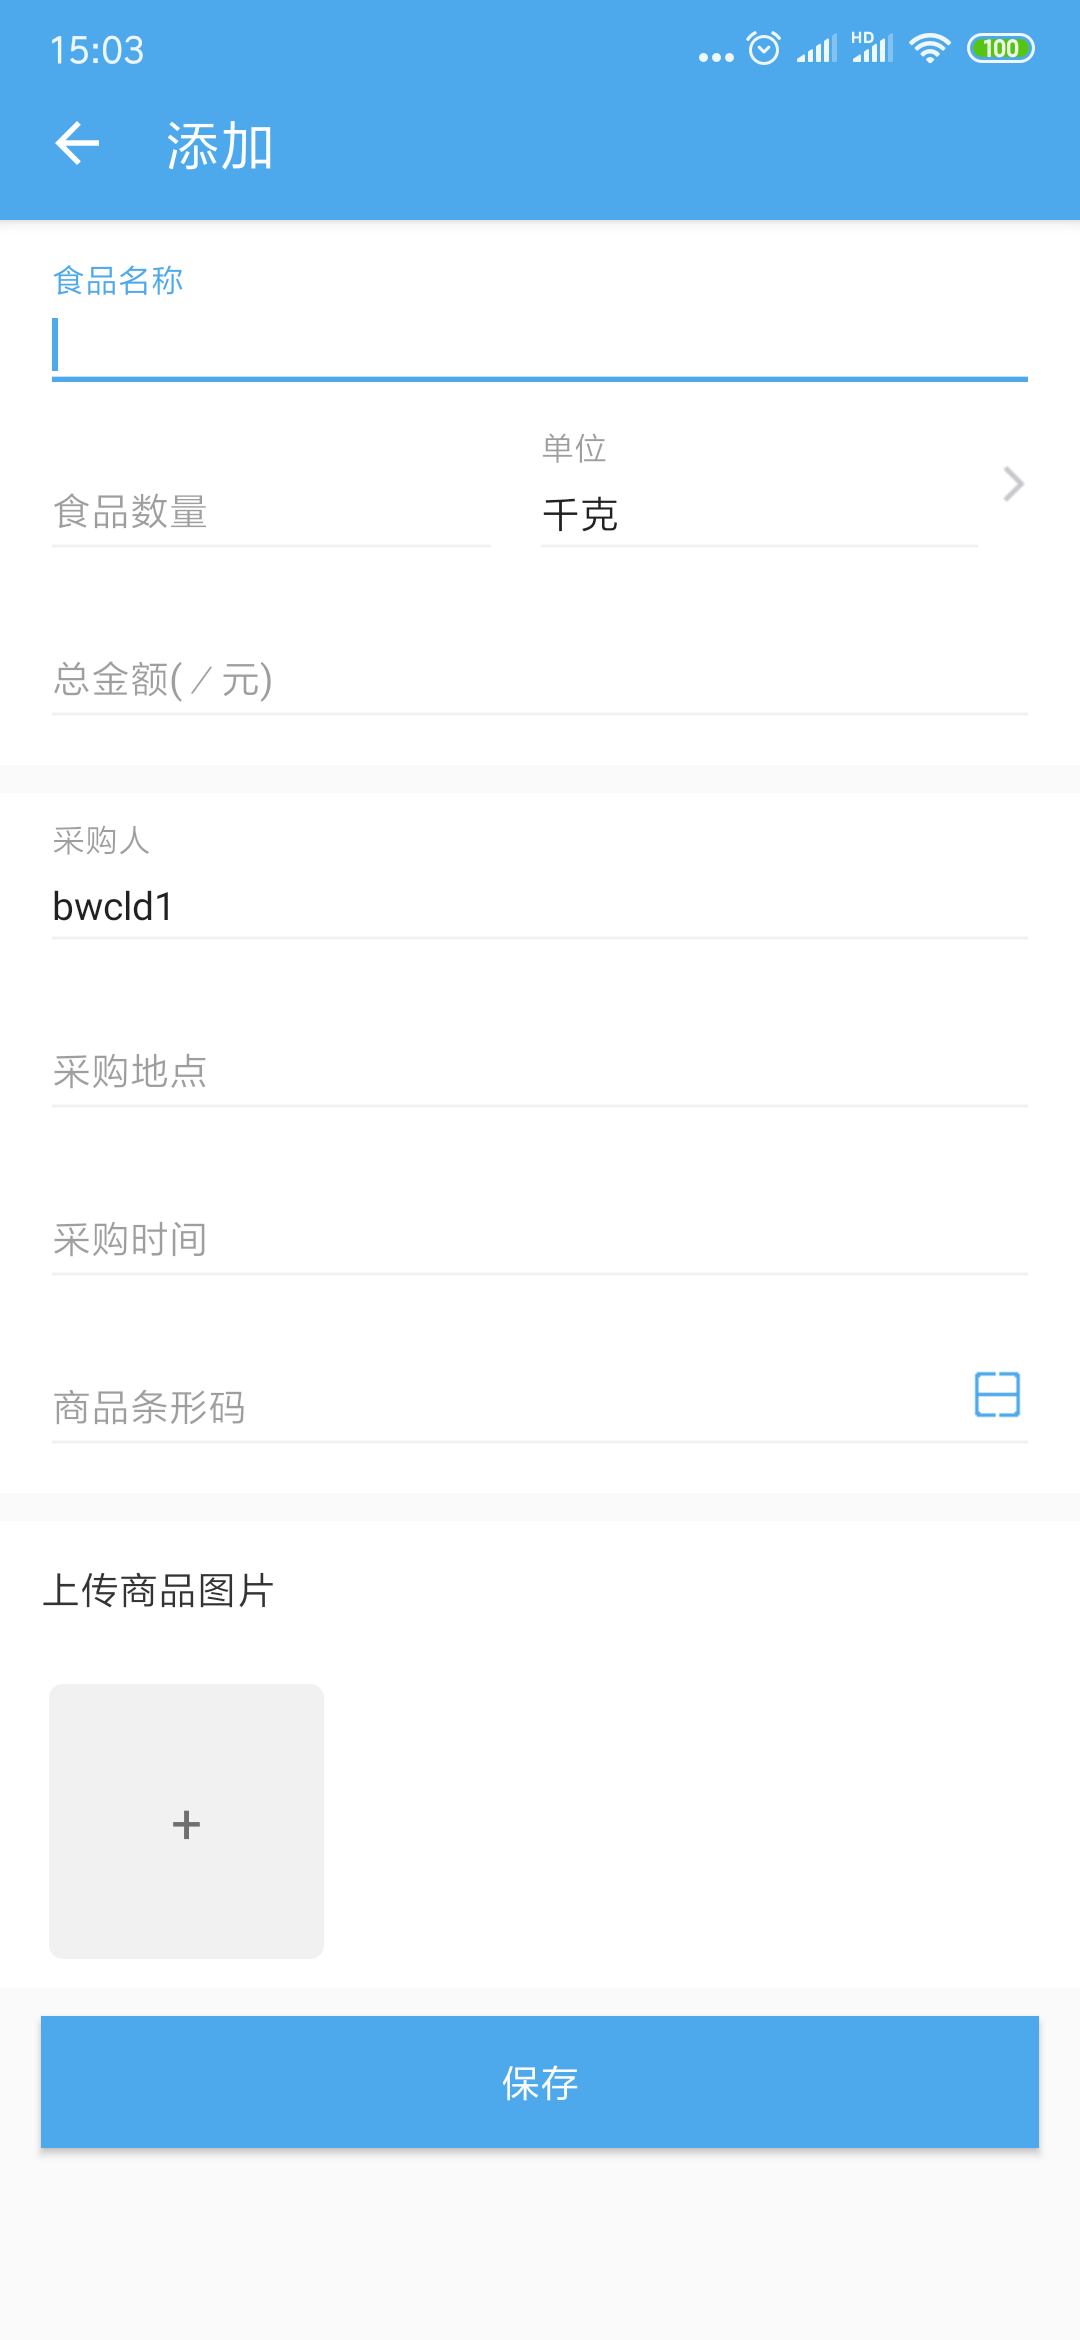 15:03
HD
100
添加
食品名称
单位
食品数量
千克
总金额(／元)
采购人
bwcld1
采购地点
采购时间
商品条形码
上传商品图片
+
保存